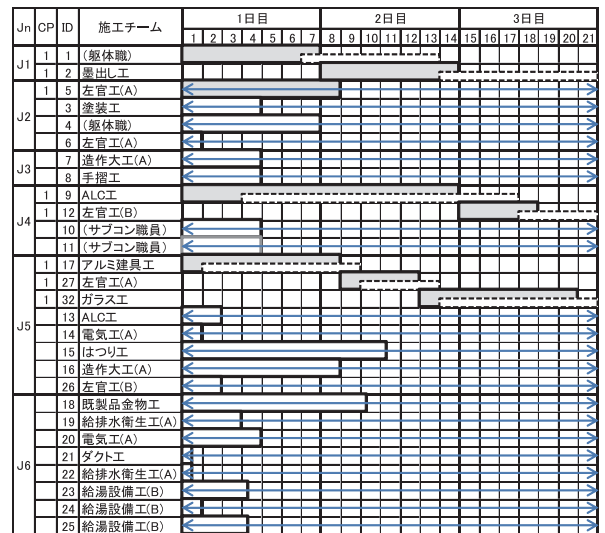 Jn CP ID 施工チーム 1日目 2日目 3日目
1 2 3 4 5 6 7 8 9 10 11 12 13 14 15 16 17 18 19 20 21
J1
1 1 (躯体職)
1 2 墨出し工
J2
1 5 左官工(A)
3 塗装工
4 (躯体職)
6 左官工(A)
J3
7 造作大工(A)
8 手摺工
J4
1 9 ALC工
1 12 左官工(B)
10 (サブコン職員)
11 (サブコン職員)
J5
1 17 アルミ建具工
1 27 左官工(A)
1 32 ガラス工
13 ALC工
14 電気工(A)
15 はつり工
16 造作大工(A)
26 左官工(B)
J6
18 既製品金物工
19 給排水衛生工(A)
20 電気工(A)
21 ダクト工
22 給排水衛生工(A)
23 給湯設備工(B)
24 給湯設備工(B)
25 給湯設備工(B)